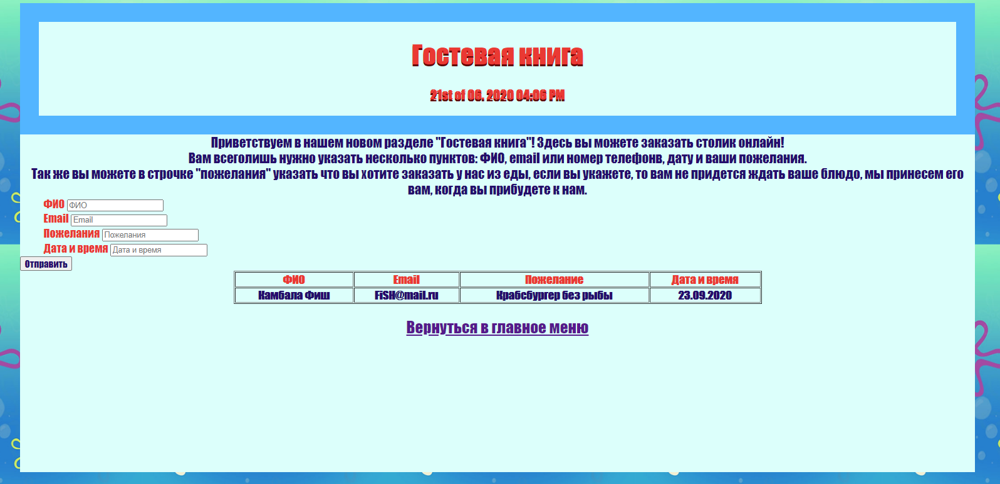 Гостевая книга
21st of 06. 2020 04:06 PM
Приветствуем в нашем новом разделе "Гостевая книга"! Здесь вы можете заказать столик онлайн!
Вам всеголишь нужно указать несколько пунктов: ФИО, email или номер телефонв, дату и ваши пожелания.
Так же вы можете в строчке "пожелания" указать что вы хотите заказать у нас из еды, если вы укажете, то вам не придется ждать ваше блюдо, мы принесем его
вам, когда вы прибудете к нам.
ФИО ФИО
Email Email
Пожелания Пожелания
Дата и время Дата и время
Отправить
ФИО Email Пожелание Дата и время
Камбала Фиш FiSH@mail.ru Крабсбургер без рыбы 23.09.2020
Вернуться в главное меню